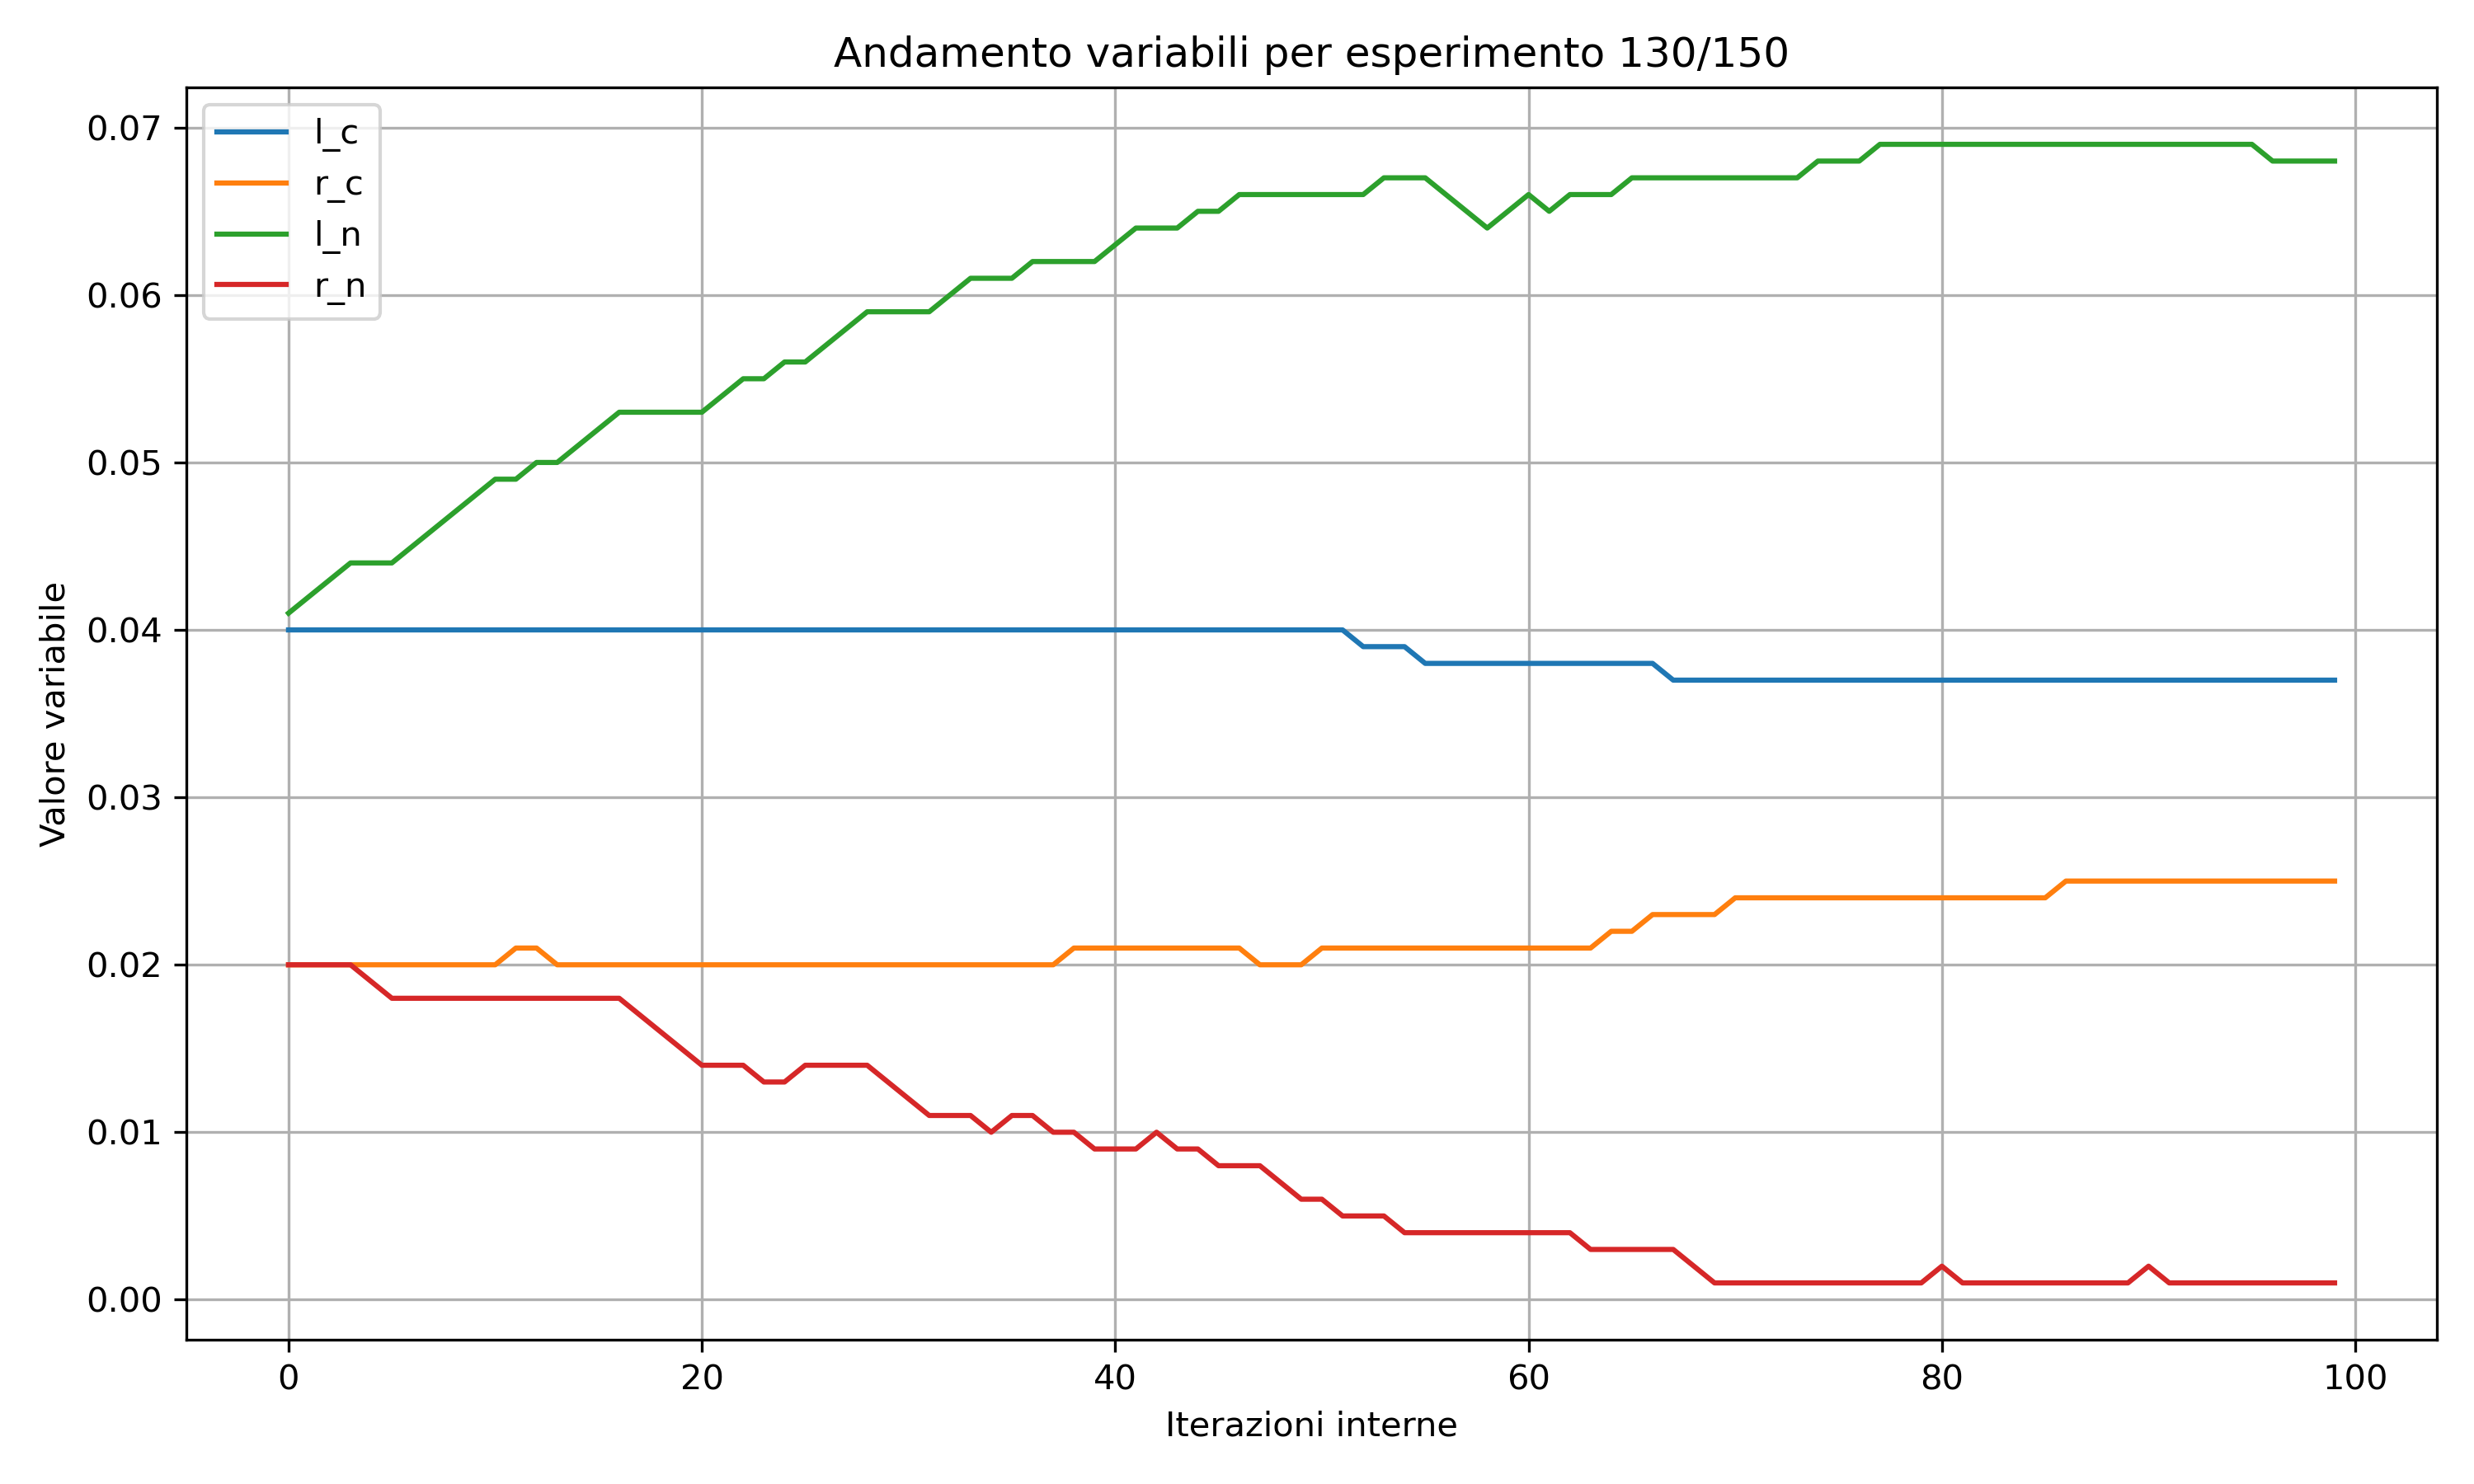 Andamento variabili per esperimento 130/150
l_c
r_c
l_n
r_n
0.07
0.06
0.05
0.04
0.03
0.02
0.01
0.00
Valore variabile
0 20 40 60 80 100
Iterazioni interne